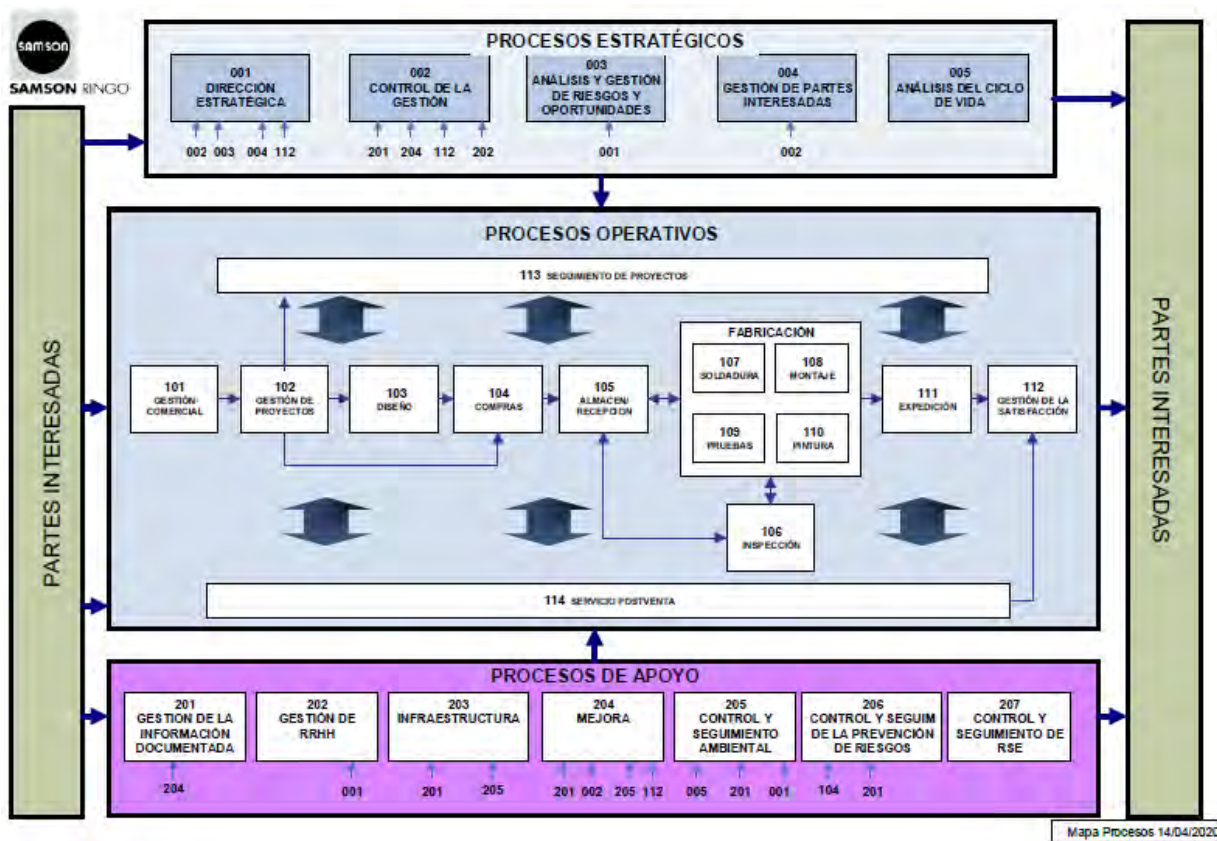 samson
SAMSON RINGO
PARTES INTERESADAS
PROCESOS ESTRATÉGICOS
001
DIRECCIÓN
ESTRATÉGICA
002 003 004 112
002
CONTROL DE LA
GESTIÓN
201 204 112 202
003
ANÁLISIS Y GESTIÓN
DE RIESGOS Y
OPORTUNIDADES
001
004
GESTIÓN DE PARTES
INTERESADAS
002
005
ANÁLISIS DEL CICLO
DE VIDA
PROCESOS OPERATIVOS
113 SEGUIMIENTO DE PROYECTOS
101
GESTIÓN
COMERCIAL
102
GESTIÓN DE
PROYECTOS
103
DISEÑO
104
COMPRAS
105
ALMACEN/
RECEPCION
FABRICACIÓN
107
SOLDADURA
108
MONTAJE
109
PRUEBAS
110
PINTURA
111
EXPEDICIÓN
112
GESTIÓN DE LA
SATISFACCIÓN
106
INSPECCIÓN
114 SERVICIO POSTVENTA
PROCESOS DE APOYO
201
GESTION DE LA
INFORMACIÓN
DOCUMENTADA
204
202
GESTIÓN DE
RRHH
001
203
INFRAESTRUCTURA
201 205
204
MEJORA
201 002 205 112
205
CONTROL Y
SEGUIMIENTO
AMBIENTAL
005 201 001
206
CONTROL Y SEGUIM
DE LA PREVENCIÓN
DE RIESGOS
104 201
207
CONTROL Y
SEGUIMIENTO DE
RSE
PARTES INTERESADAS
Mapa Procesos 14/04/2020